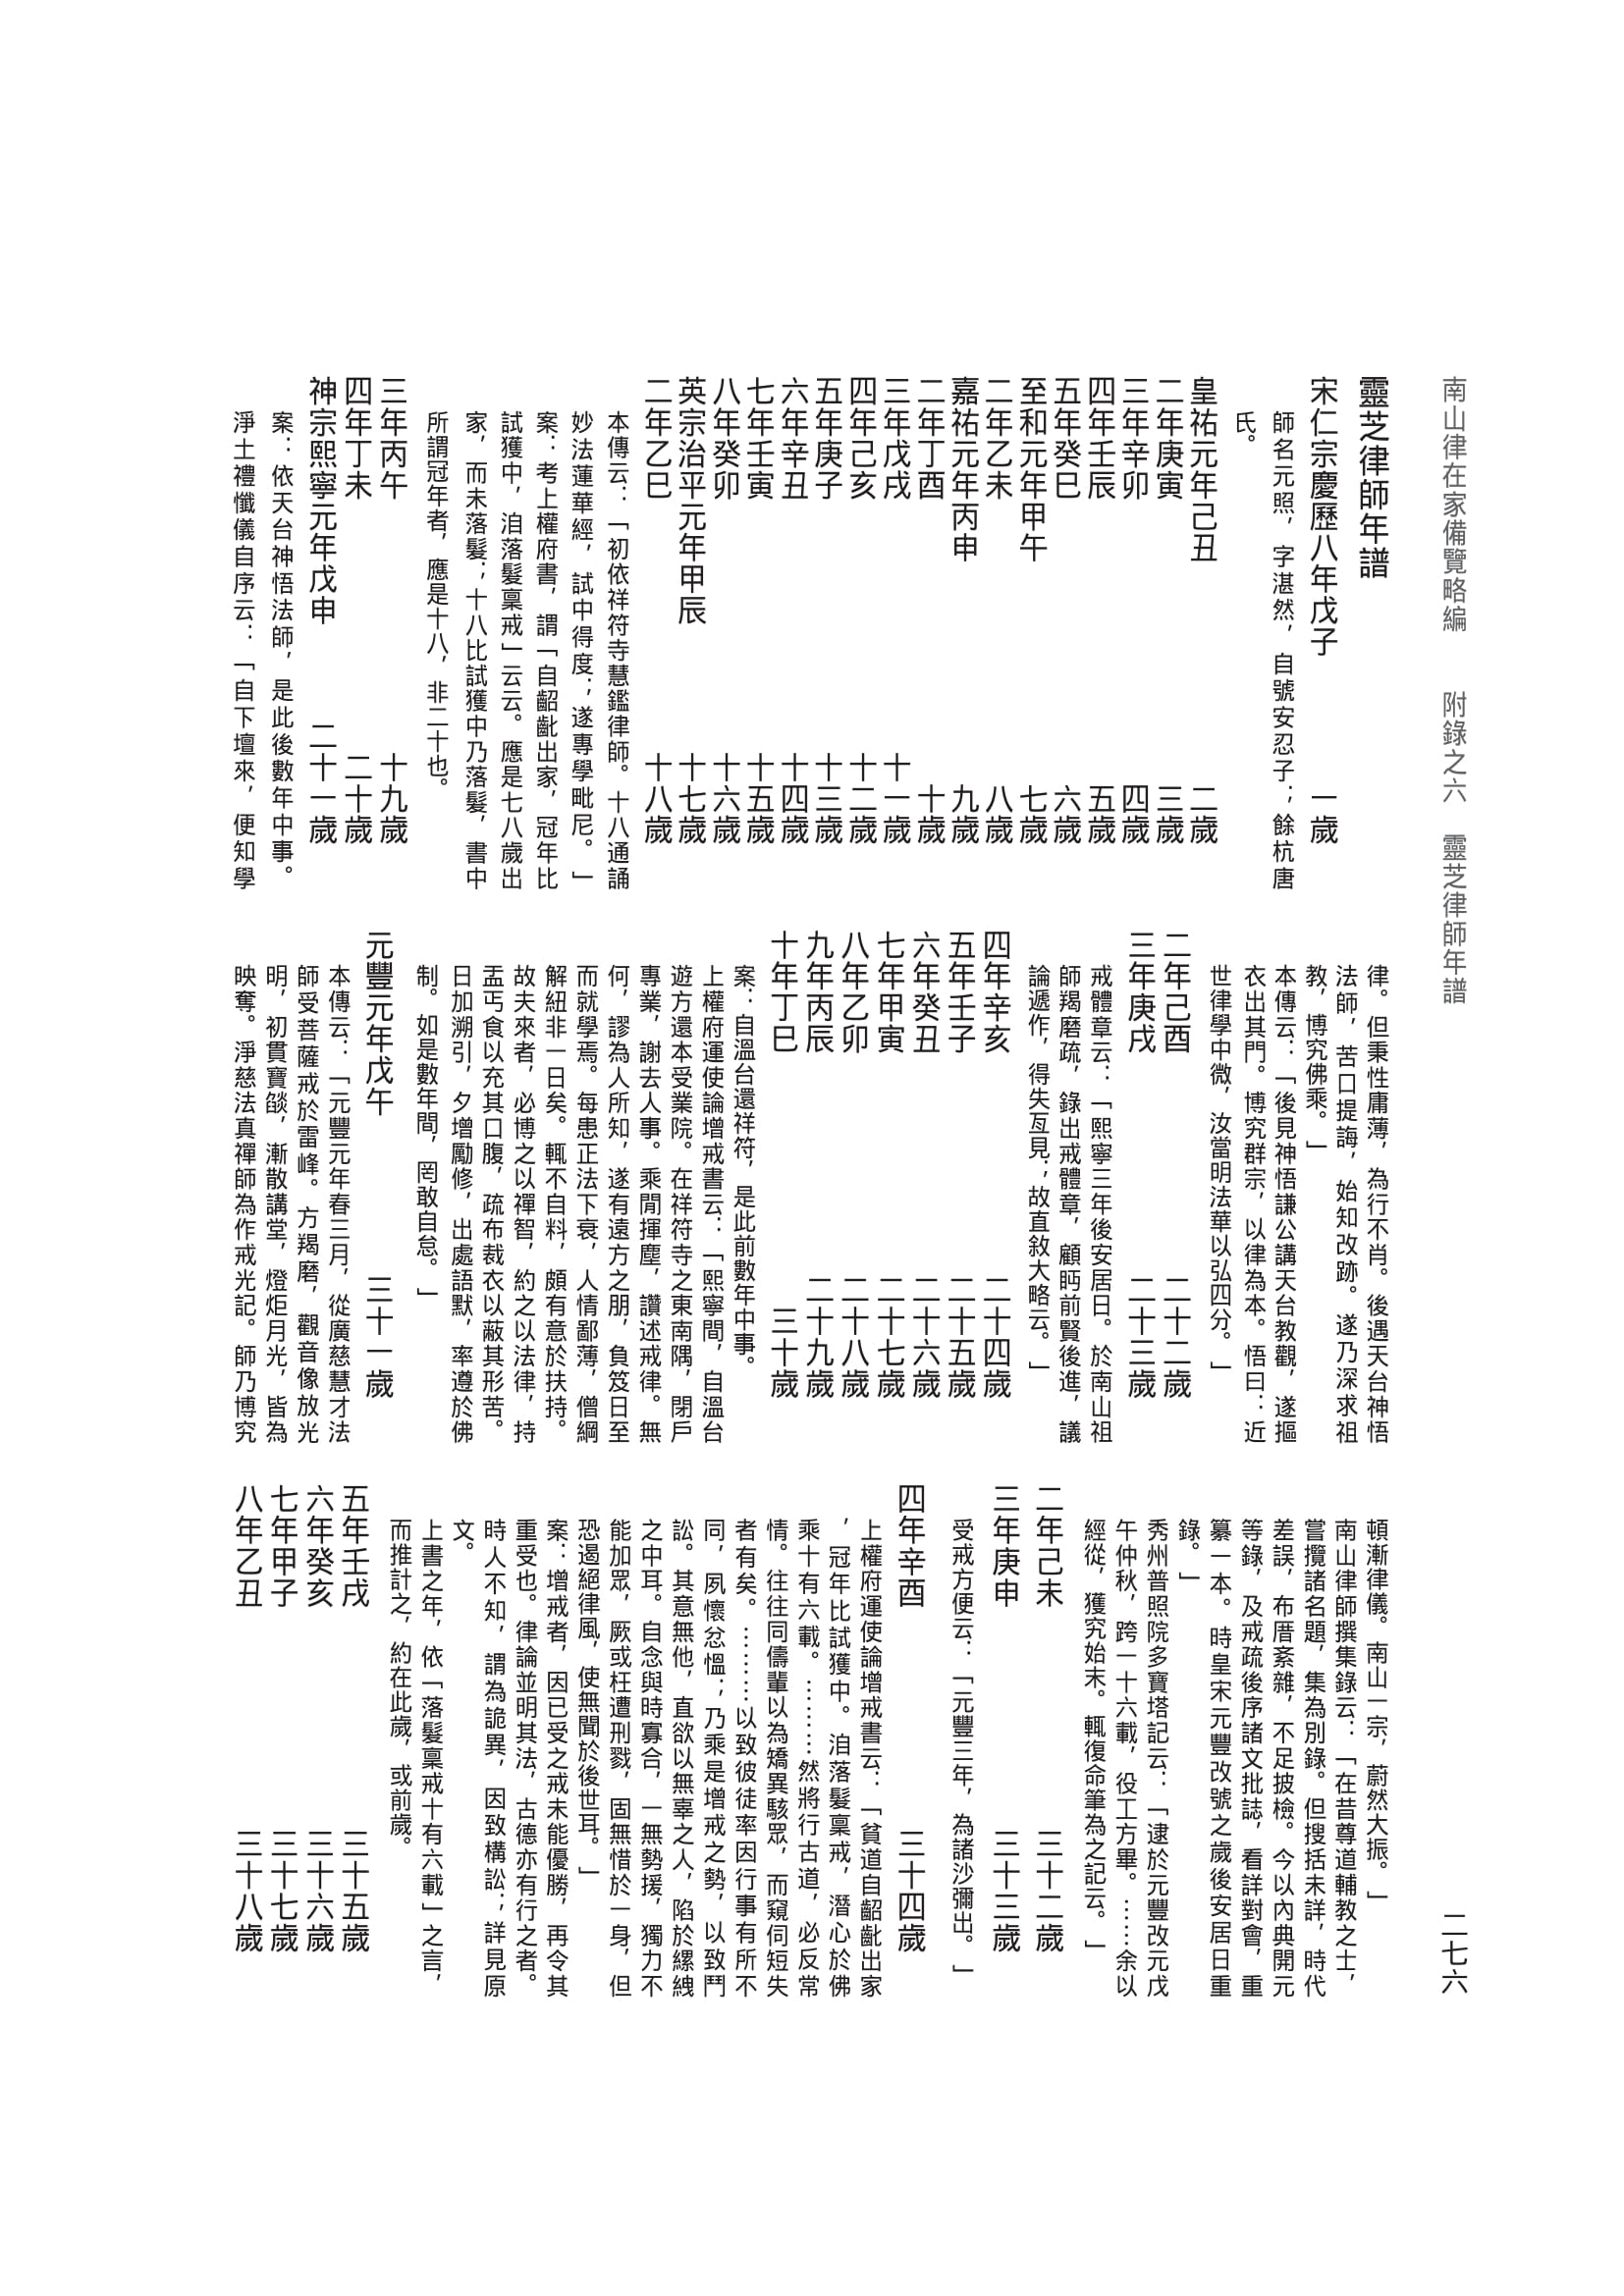 南山律在家備覽略編　　附錄之六　靈芝律師年譜
二七六
靈芝律師年譜
宋仁宗慶歷八年戊子　一歲
師名元照，字湛然，自號安忍子；餘杭唐
氏。
皇祐元年己丑　二歲
二年庚寅　三歲
三年辛卯　四歲
四年壬辰　五歲
五年癸巳　六歲
至和元年甲午　七歲
二年乙未　八歲
嘉祐元年丙申　九歲
二年丁酉　十歲
三年戊戌　十一歲
四年己亥　十二歲
五年庚子　十三歲
六年辛丑　十四歲
七年壬寅　十五歲
八年癸卯　十六歲
英宗治平元年甲辰　十七歲
二年乙巳　十八歲
本傳云：「初依祥符寺慧鑑律師。十八通誦
妙法蓮華經，試中得度；遂專學毗尼。」
案：考上權府書，謂「自齠齔出家，冠年比
試獲中，洎落髮稟戒」云云。應是七八歲出
家，而未落髮；十八比試獲中乃落髮，書中
所謂冠年者，應是十八，非二十也。
三年丙午　十九歲
四年丁未　二十歲
神宗熙寧元年戊申　二十一歲
案：依天台神悟法師，是此後數年中事。
淨土禮懺儀自序云：「自下壇來，便知學
律。但秉性庸薄，為行不肖。後遇天台神悟
法師，苦口提誨，始知改跡。遂乃深求祖
教，博究佛乘。」
本傳云：「後見神悟謙公講天台教觀，遂摳
衣出其門。博究群宗，以律為本。悟曰：近
世律學中微，汝當明法華以弘四分。」
二年己酉　二十二歲
三年庚戌　二十三歲
戒體章云：「熙寧三年後安居日。於南山祖
師羯磨疏，錄出戒體章，顧眄前賢後進，議
論遞作，得失亙見；故直敘大略云。」
四年辛亥　二十四歲
五年壬子　二十五歲
六年癸丑　二十六歲
七年甲寅　二十七歲
八年乙卯　二十八歲
九年丙辰　二十九歲
十年丁巳　三十歲
案：自溫台還祥符，是此前數年中事。
上權府運使論增戒書云：「熙寧間，自溫台
遊方還本受業院。在祥符寺之東南隅，閉戶
專業，謝去人事。乘閒揮麈，讚述戒律。無
何，謬為人所知，遂有遠方之朋，負笈日至
而就學焉。每患正法下衰，人情鄙薄，僧綱
解紐非一日矣。輒不自料，頗有意於扶持。
故夫來者，必博之以禪智，約之以法律，持
盂丐食以充其口腹，疏布裁衣以蔽其形苦。
日加溯引，夕增勵修，出處語默，率遵於佛
制。如是數年間，罔敢自怠。」
元豐元年戊午　三十一歲
本傳云：「元豐元年春三月，從廣慈慧才法
師受菩薩戒於雷峰。方羯磨，觀音像放光
明，初貫寶燄，漸散講堂，燈炬月光，皆為
映奪。淨慈法真禪師為作戒光記。師乃博究
頓漸律儀。南山一宗，蔚然大振。」
南山律師撰集錄云：「在昔尊道輔教之士，
嘗攬諸名題，集為別錄。但搜括未詳，時代
差誤，布厝紊雜，不足披檢。今以內典開元
等錄，及戒疏後序諸文批誌，看詳對會，重
纂一本。時皇宋元豐改號之歲後安居日重
錄。」
秀州普照院多寶塔記云：「逮於元豐改元戊
午仲秋，跨一十六載，役工方畢。……余以
經從，獲究始末。輒復命筆為之記云。」
二年己未　三十二歲
三年庚申　三十三歲
受戒方便云：「元豐三年，為諸沙彌出。」
四年辛酉　三十四歲
上權府運使論增戒書云：「貧道自齠齔出家
，冠年比試獲中。洎落髮稟戒，潛心於佛
乘十有六載。………然將行古道，必反常
情。往往同儔輩以為矯異駭眾，而窺伺短失
者有矣。………以致彼徒率因行事有所不
同，夙懷忿慍；乃乘是增戒之勢，以致鬥
訟。其意無他，直欲以無辜之人，陷於縲絏
之中耳。自念與時寡合，一無勢援，獨力不
能加眾，厥或枉遭刑戮，固無惜於一身，但
恐遏絕律風，使無聞於後世耳。」
案：增戒者，因已受之戒未能優勝，再令其
重受也。律論並明其法，古德亦有行之者。
時人不知，謂為詭異，因致構訟；詳見原
文。
上書之年，依「落髮稟戒十有六載」之言，
而推計之，約在此歲，或前歲。
五年壬戌　三十五歲
六年癸亥　三十六歲
七年甲子　三十七歲
八年乙丑　三十八歲